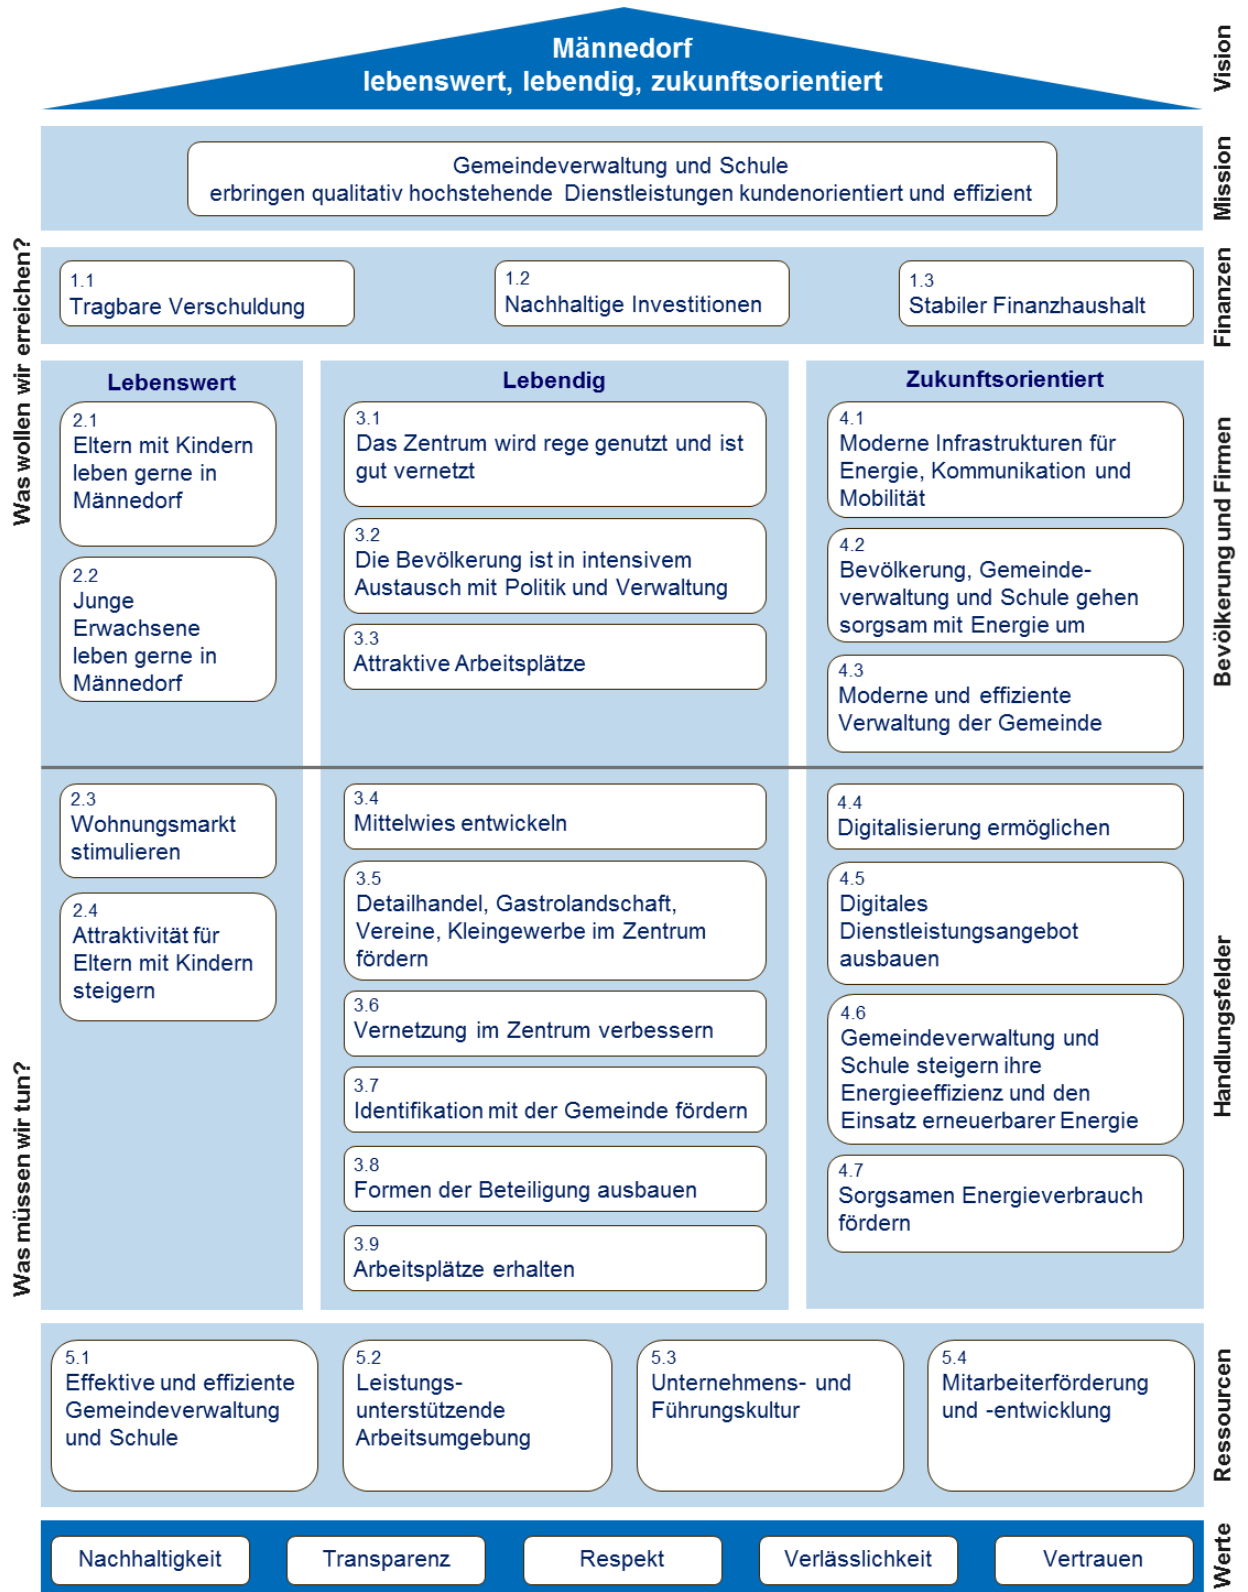 Männedorf
lebenswert, lebendig, zukunftsorientiert
Vision
Gemeindeverwaltung und Schule
erbringen qualitativ hochstehende Dienstleistungen kundenorientiert und effizient
Mission
Was wollen wir erreichen?
1.1
Tragbare Verschuldung
1.2
Nachhaltige Investitionen
1.3
Stabiler Finanzhaushalt
Finanzen
Lebenswert
2.1
Eltern mit Kindern
leben gerne in
Männedorf
2.2
Junge
Erwachsene
leben gerne in
Männedorf
Lebendig
3.1
Das Zentrum wird rege genutzt und ist
gut vernetzt
3.2
Die Bevölkerung ist in intensivem
Austausch mit Politik und Verwaltung
3.3
Attraktive Arbeitsplätze
Zukunftsorientiert
4.1
Moderne Infrastrukturen für
Energie, Kommunikation und
Mobilität
4.2
Bevölkerung, Gemeinde-
verwaltung und Schule gehen
sorgsam mit Energie um
4.3
Moderne und effiziente
Verwaltung der Gemeinde
Bevölkerung und Firmen
Was müssen wir tun?
2.3
Wohnungsmarkt
stimulieren
2.4
Attraktivität für
Eltern mit Kindern
steigern
3.4
Mittelwies entwickeln
3.5
Detailhandel, Gastrolandschaft,
Vereine, Kleingewerbe im Zentrum
fördern
3.6
Vernetzung im Zentrum verbessern
3.7
Identifikation mit der Gemeinde fördern
3.8
Formen der Beteiligung ausbauen
3.9
Arbeitsplätze erhalten
4.4
Digitalisierung ermöglichen
4.5
Digitales
Dienstleistungsangebot
ausbauen
4.6
Gemeindeverwaltung und
Schule steigern ihre
Energieeffizienz und den
Einsatz erneuerbarer Energie
4.7
Sorgsamen Energieverbrauch
fördern
Handlungsfelder
5.1
Effektive und effiziente
Gemeindeverwaltung
und Schule
5.2
Leistungs-
unterstützende
Arbeitsumgebung
5.3
Unternehmens- und
Führungskultur
5.4
Mitarbeiterförderung
und -entwicklung
Ressourcen
Nachhaltigkeit
Transparenz
Respekt
Verlässlichkeit
Vertrauen
Werte